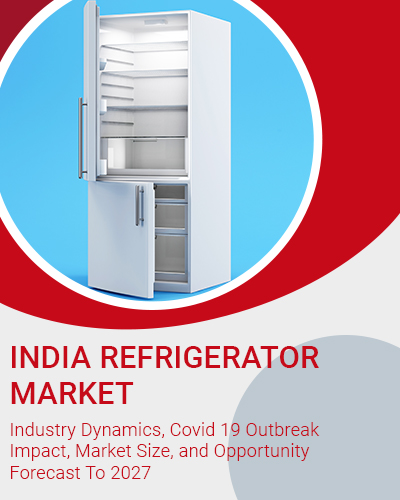 INDIA REFRIGERATOR
MARKET
Industry Dynamics, Covid 19 Outbreak
Impact, Market Size, and Opportunity
Forecast To 2027